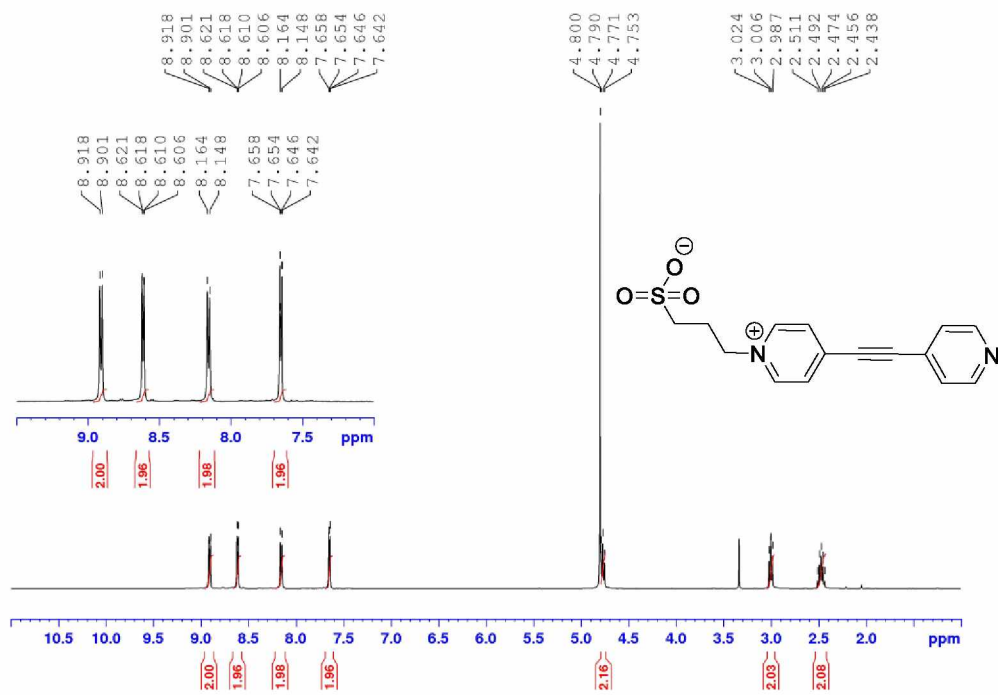 8.918 8.901 8.621 8.618 8.610 8.606 8.164 8.148 7.658 7.654 7.646 7.642 4.800 4.790 4.771 4.753 3.024 3.006 2.987 2.511 2.492 2.474 2.456 2.438
8.918 8.901 8.621 8.618 8.610 8.606 8.164 8.148 7.658 7.654 7.646 7.642
O ⊖
O=S=O
⊕
N N
9.0 8.5 8.0 7.5 ppm
2.00 1.96 1.98 1.96
10.5 10.0 9.5 9.0 8.5 8.0 7.5 7.0 6.5 6.0 5.5 5.0 4.5 4.0 3.5 3.0 2.5 2.0 ppm
2.00 1.96 1.98 1.96 2.16 2.03 2.08